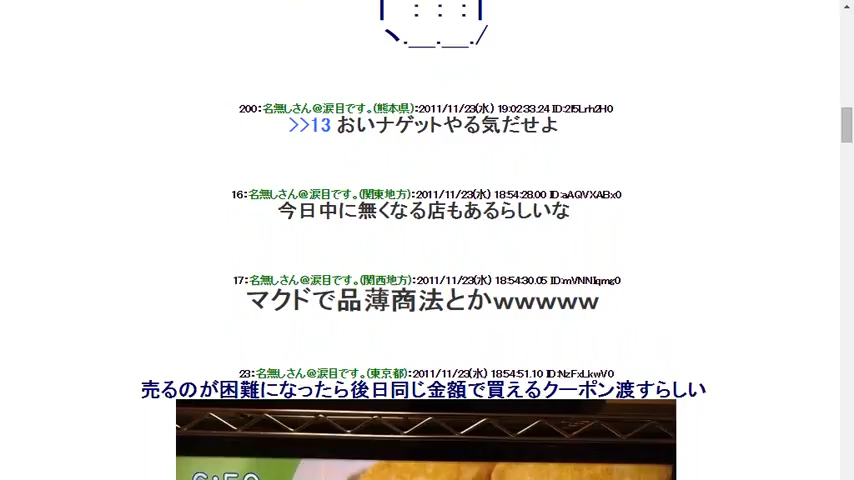 200：名無しさん＠涙目です。(熊本県)：2011/11/23(水) 19:02:33.24 ID:2I5Lrh2H0
>>13 おいナゲットやる気だせよ
16：名無しさん＠涙目です。(関東地方)：2011/11/23(水) 18:54:28.00 ID:aAQVXABx0
今日中に無くなる店もあるらしいな
17：名無しさん＠涙目です。(関西地方)：2011/11/23(水) 18:54:30.05 ID:mVNNIqmg0
マクドで品薄商法とかwwwww
23：名無しさん＠涙目です。(東京都)：2011/11/23(水) 18:54:51.10 ID:NzFxLkwV0
売るのが困難になったら後日同じ金額で買えるクーポン渡すらしい